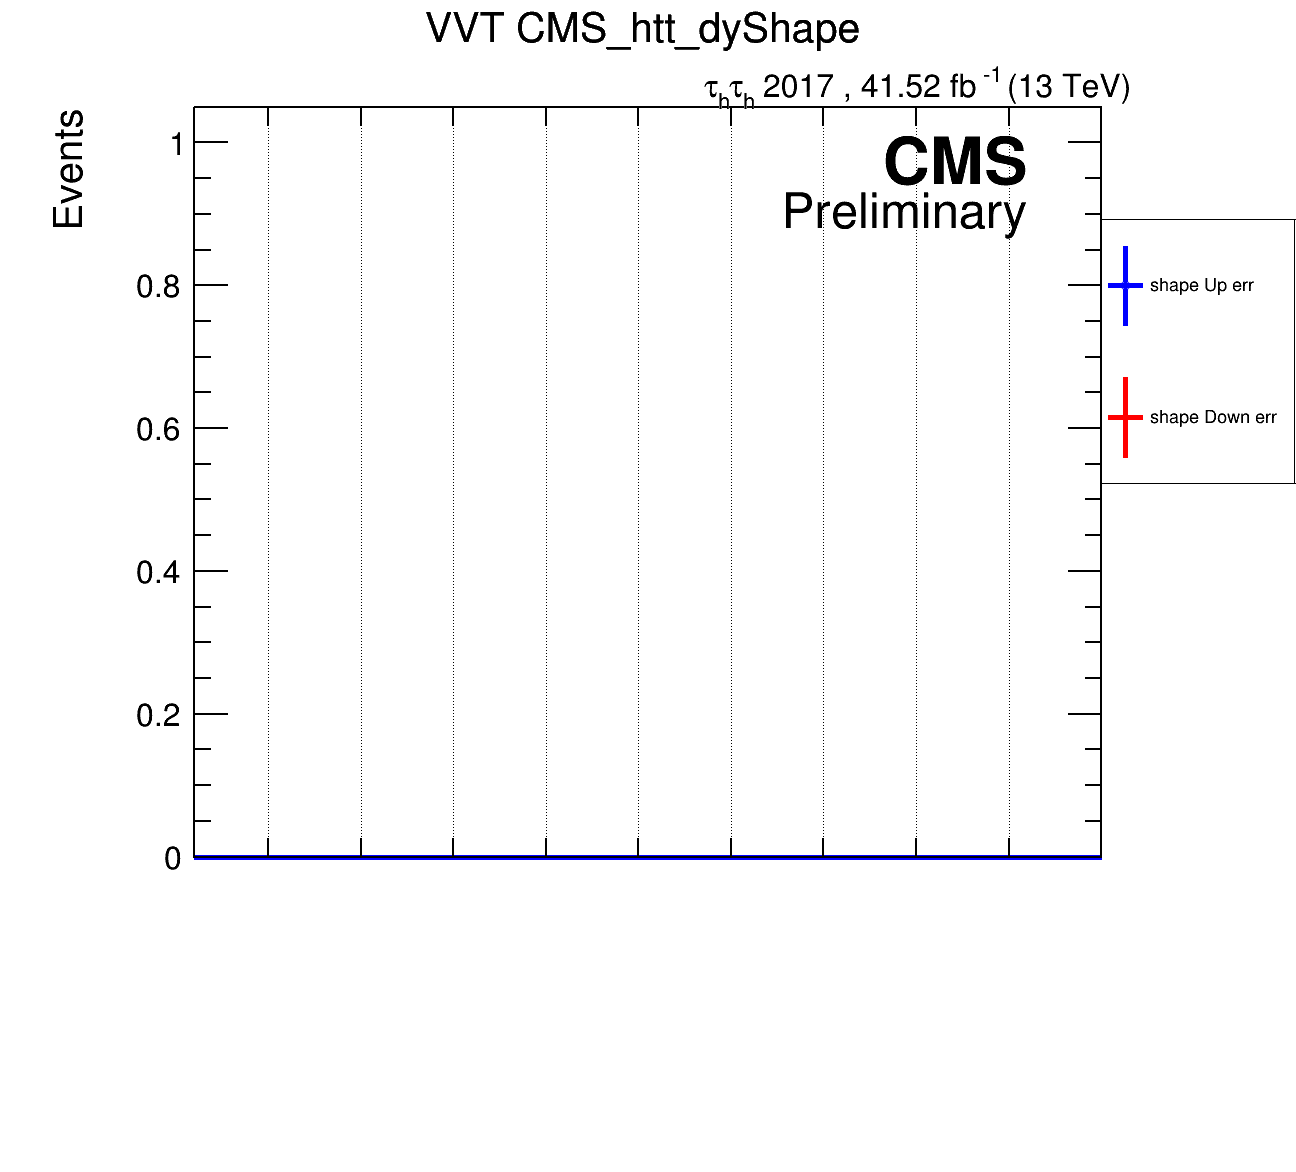 VVT CMS_htt_dyShape
τhτh 2017 , 41.52 fb-1 (13 TeV)
Events
CMS
Preliminary
1
0.8
0.6
0.4
0.2
0
shape Up err
shape Down err